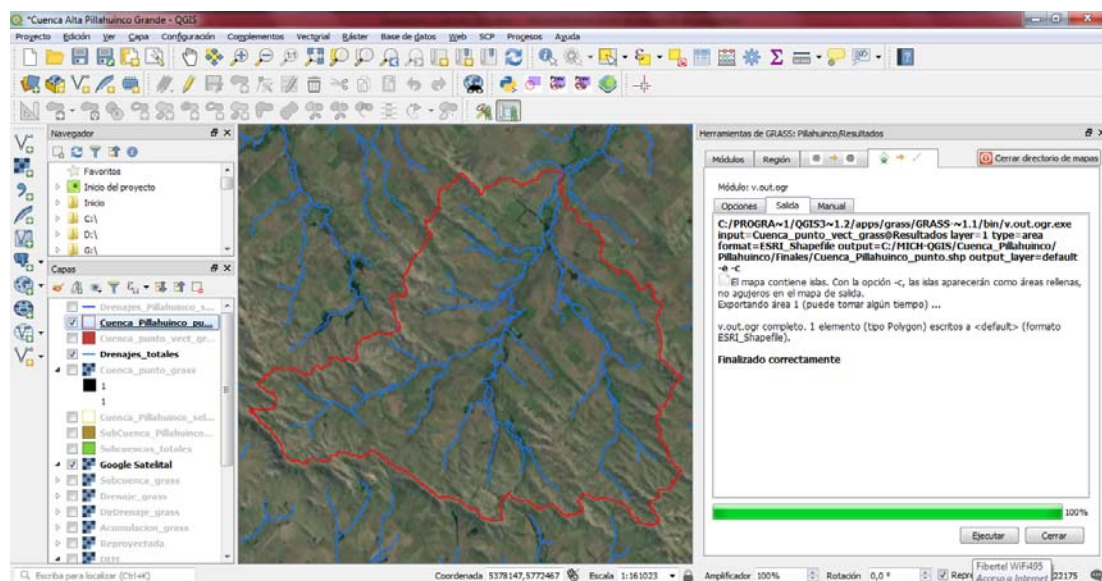 *Cuenca Alta Pillahuinco Grande - QGIS
Proyecto Edición Ver Capa Configuración Complementos Vectorial Ráster Base de datos Web SCP Procesos Ayuda
Navegador
Favoritos
Inicio del proyecto
Inicio
C:\
D:\
G:\
Capas
Drenajes_Pillahuinco_s...
Cuenca_Pillahuinco_pu...
Cuenca_punto_vect_gr...
Drenajes_totales
Cuenca_punto_grass
1
1
Cuenca_Pillahuinco_sel...
SubCuenca_Pillahuinco...
Subcuencas_totales
Google Satelital
Subcuenca_grass
Drenaje_grass
DirDrenaje_grass
Acumulacion_grass
Reproyectada
DEM
Herramientas de GRASS: Pillahuinco/Resultados
Módulos Región Cerrar directorio de mapas
Módulo: v.out.ogr
Opciones Salida Manual
C:/PROGRA~1/QGIS3~1.2/apps/grass/GRASS-~1.1/bin/v.out.ogr.exe
input=Cuenca_punto_vect_grass@Resultados layer=1 type=area
format=ESRI_Shapefile output=C:/MICH-QGIS/Cuenca_Pillahuinco/
Pillahuinco/Finales/Cuenca_Pillahuinco_punto.shp output_layer=default
-e -c
El mapa contiene islas. Con la opción -c, las islas aparecerán como áreas rellenas,
no agujeros en el mapa de salida.
Exportando área 1 (puede tomar algún tiempo) ...
v.out.ogr completo. 1 elemento (tipo Polygon) escritos a <default> (formato
ESRI_Shapefile).
Finalizado correctamente
100%
Ejecutar Cerrar
Escriba para localizar (Ctrl+K)
Coordenada 5378147,5772467 Escala 1:161023 Amplificador 100% Rotación 0,0 ° Repre 22175
Fibertel WiFi495
Acceso a Internet